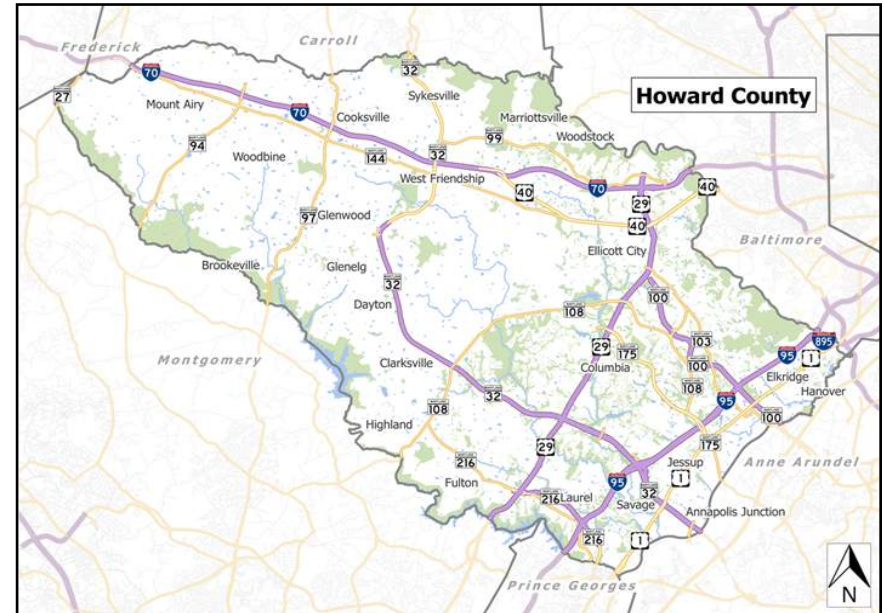 Carroll
Frederick
70
32
27
Mount Airy
Sykesville
Howard County
70
Cooksville
Marriottsville
94
99
Woodstock
Woodbine
144
32
West Friendship
70
40
40
29
97
Glenwood
40
Baltimore
Ellicott City
Brookeville
Glenelg
32
100
Dayton
108
103
895
29
175
95
1
Montgomery
Clarksville
Columbia
100
Elkridge
32
108
Hanover
108
95
100
Highland
29
175
216
Jessup
Anne Arundel
Fulton
95
1
216
Laurel
32
Savage
Annapolis Junction
216
1
Prince Georges
N